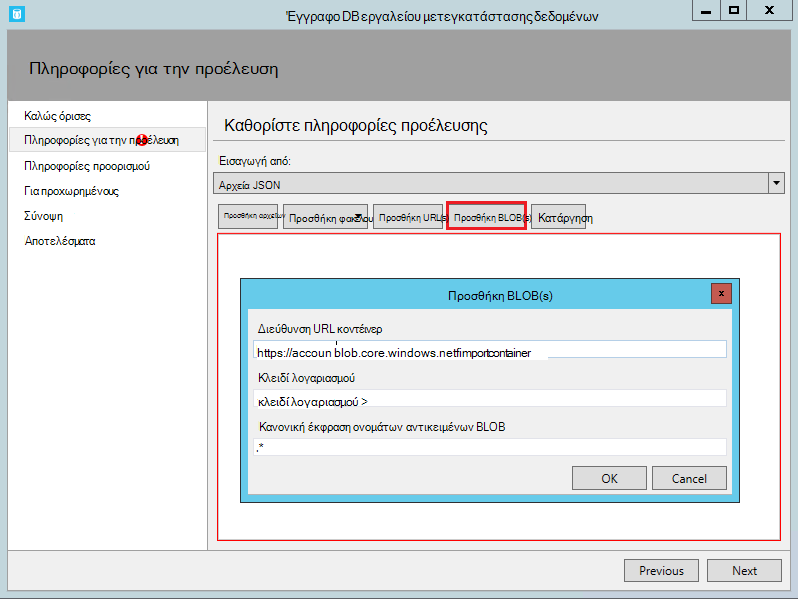 Έγγραφο DB εργαλείου μετεγκατάστασης δεδομένων
Πληροφορίες για την προέλευση
Καλώς όρισες
Πληροφορίες για την προέλευση
Πληροφορίες προορισμού
Για προχωρημένους
Σύνοψη
Αποτελέσματα
Καθορίστε πληροφορίες προέλευσης
Εισαγωγή από:
Αρχεία JSON
Προσθήκη αρχείων Προσθήκη φακέλου Προσθήκη URL(s) Προσθήκη BLOB(s) Κατάργηση
Προσθήκη BLOB(s)
x
Διεύθυνση URL κοντέινερ
https://accoun blob.core.windows.netfimportcontainer
Κλειδί λογαριασμού
κλειδί λογαριασμού >
Κανονική έκφραση ονομάτων αντικειμένων BLOB
.*
OK Cancel
Previous Next